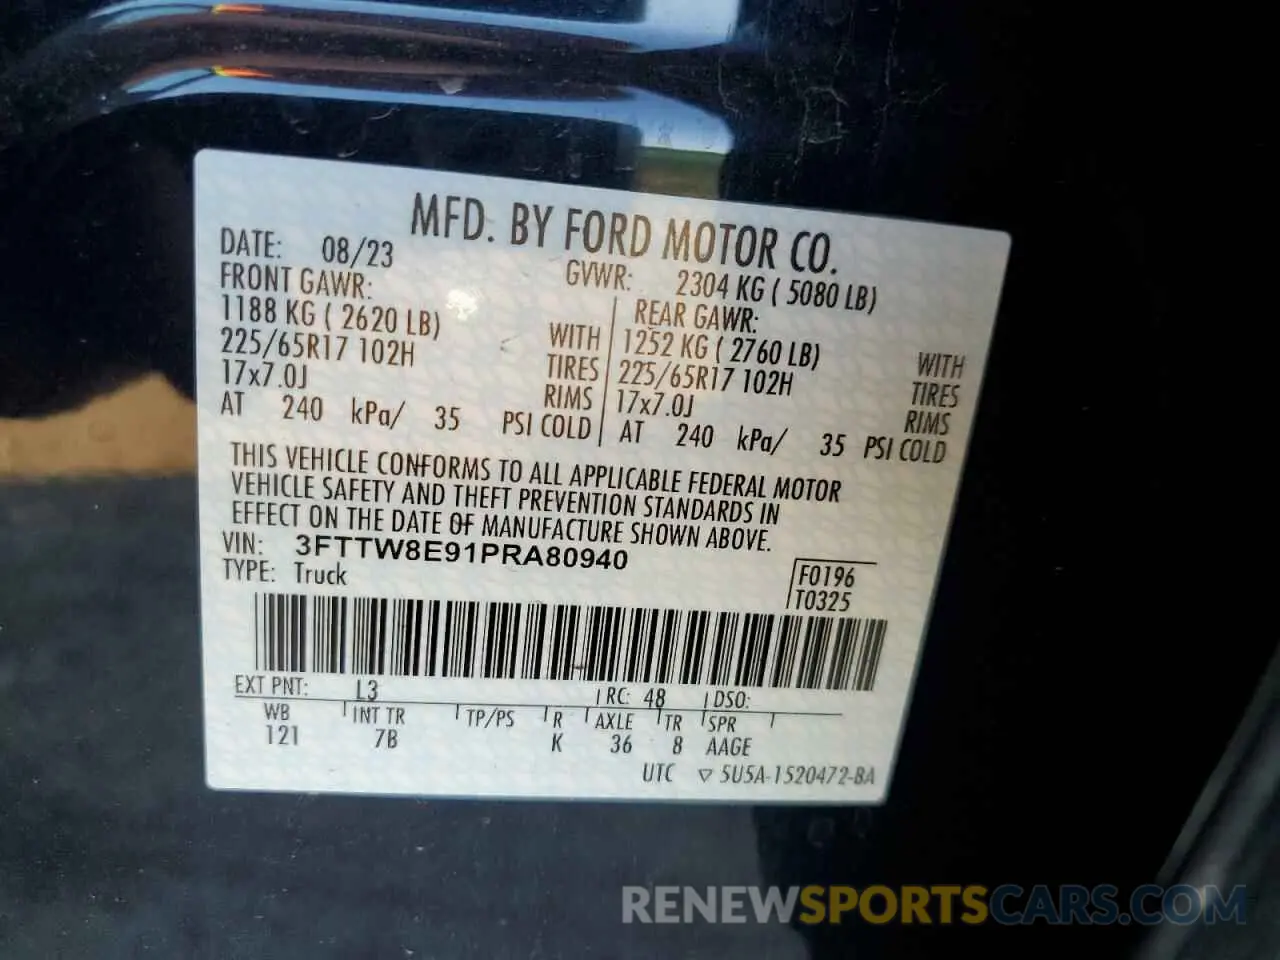 MFD. BY FORD MOTOR CO.
DATE: 08/23 GVWR: 2304 KG ( 5080 LB)
FRONT GAWR: REAR GAWR:
1188 KG ( 2620 LB) WITH 1252 KG ( 2760 LB) WITH
225/65R17 102H TIRES 225/65R17 102H TIRES
17x7.0J RIMS 17x7.0J RIMS
AT 240 kPa/ 35 PSI COLD AT 240 kPa/ 35 PSI COLD
THIS VEHICLE CONFORMS TO ALL APPLICABLE FEDERAL MOTOR
VEHICLE SAFETY AND THEFT PREVENTION STANDARDS IN
EFFECT ON THE DATE OF MANUFACTURE SHOWN ABOVE.
VIN: 3FTTW8E91PRA80940
TYPE: Truck F0196
T0325
EXT PNT: L3 RC: 48 DSO:
WB INT TR TP/PS R AXLE TR SPR
121 7B K 36 8 AAGE
UTC ▽ 5U5A-1520472-BA
RENEWSPORTSCARS.COM